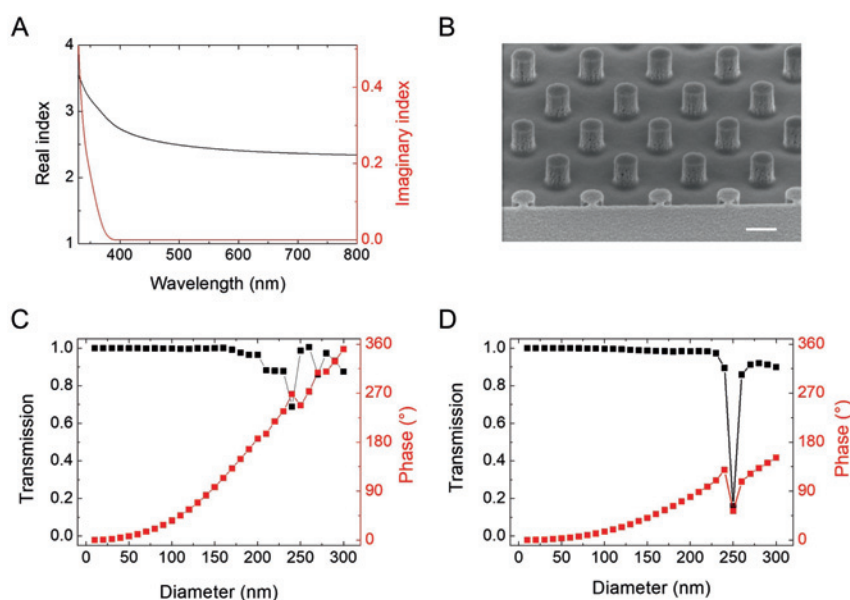 A
4
3
2
1
Real index
0.4
0.2
0.0
Imaginary index
400 500 600 700 800
Wavelength (nm)
B
C
1.0
0.8
0.6
0.4
0.2
0.0
Transmission
360
270
180
90
0
Phase (°)
0 50 100 150 200 250 300
Diameter (nm)
D
1.0
0.8
0.6
0.4
0.2
0.0
Transmission
360
270
180
90
0
Phase (°)
0 50 100 150 200 250 300
Diameter (nm)